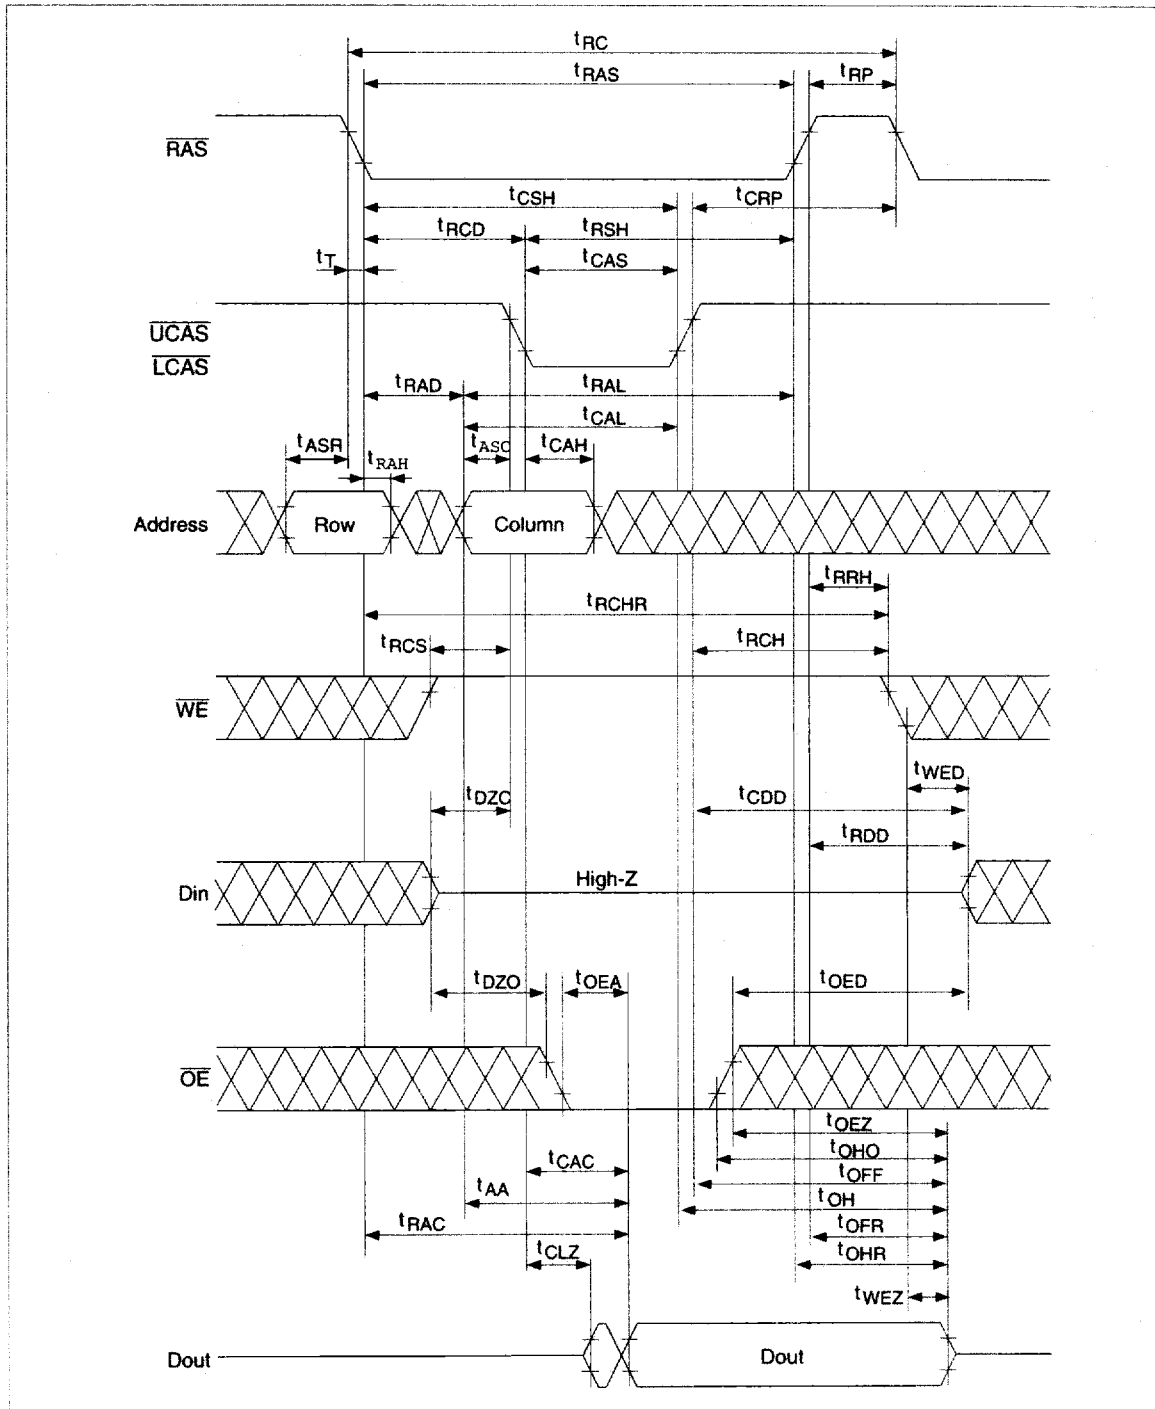 tRC
tRAS
tRP
RAS
tCSH
tCRP
tRCD
tRSH
tT
tCAS
UCAS
LCAS
tRAD
tRAL
tCAL
tASR
tASC
tCAH
tRAH
Address
Row
Column
tRRH
tRCHR
tRCS
tRCH
WE
tWED
tDZC
tCDD
tRDD
High-Z
Din
tDZO
tOEA
tOED
OE
tOEZ
tOHO
tCAC
tOFF
tAA
tOH
tRAC
tOFR
tCLZ
tOHR
tWEZ
Dout
Dout